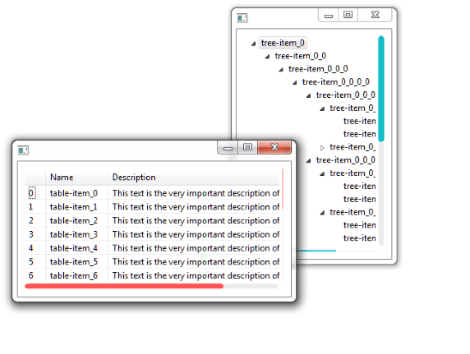 tree-item_0
tree-item_0_0
tree-item_0_0_0
tree-item_0_0_0_0
tree-item_0_0_0
tree-item_0_
tree-iten
tree-iten
tree-item_0_
tree-item_0_0_0
tree-item_0_
tree-iten
tree-iten
tree-item_0_
tree-iten
tree-iten
Name Description
0 table-item_0 This text is the very important description of
1 table-item_1 This text is the very important description of
2 table-item_2 This text is the very important description of
3 table-item_3 This text is the very important description of
4 table-item_4 This text is the very important description of
5 table-item_5 This text is the very important description of
6 table-item_6 This text is the very important description of